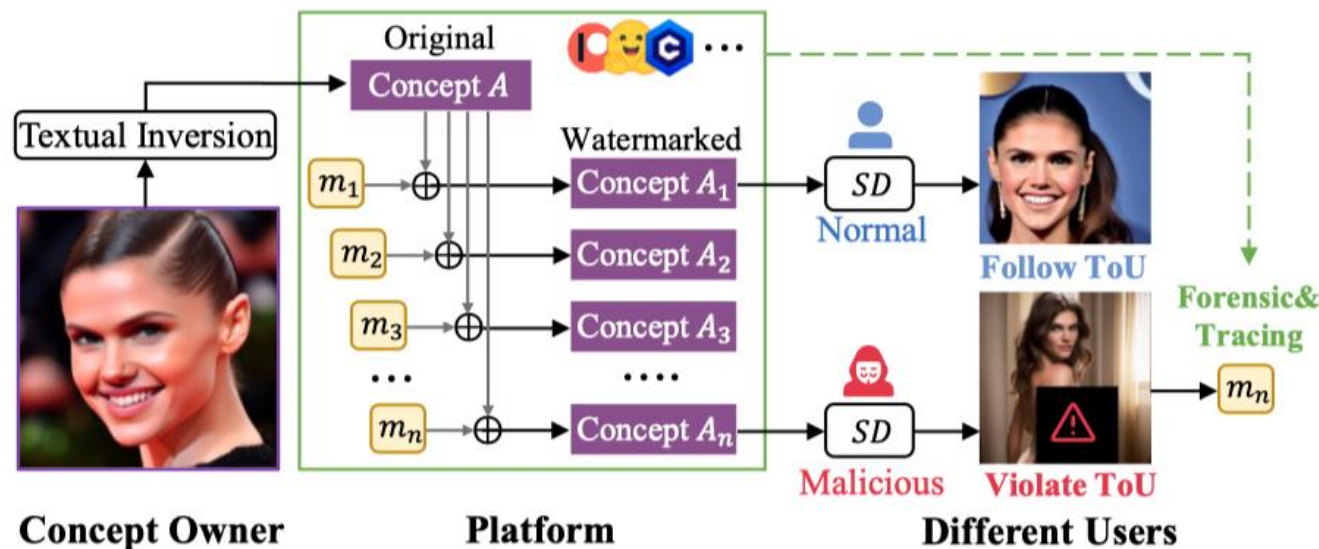 Original
Concept A
Textual Inversion
Watermarked
m₁
Concept A₁
SD
Normal
Follow ToU
m₂
Concept A₂
m₃
Concept A₃
Forensic&
Tracing
mₙ
...
....
mₙ
Concept Aₙ
SD
Malicious
Violate ToU
Concept Owner
Platform
Different Users